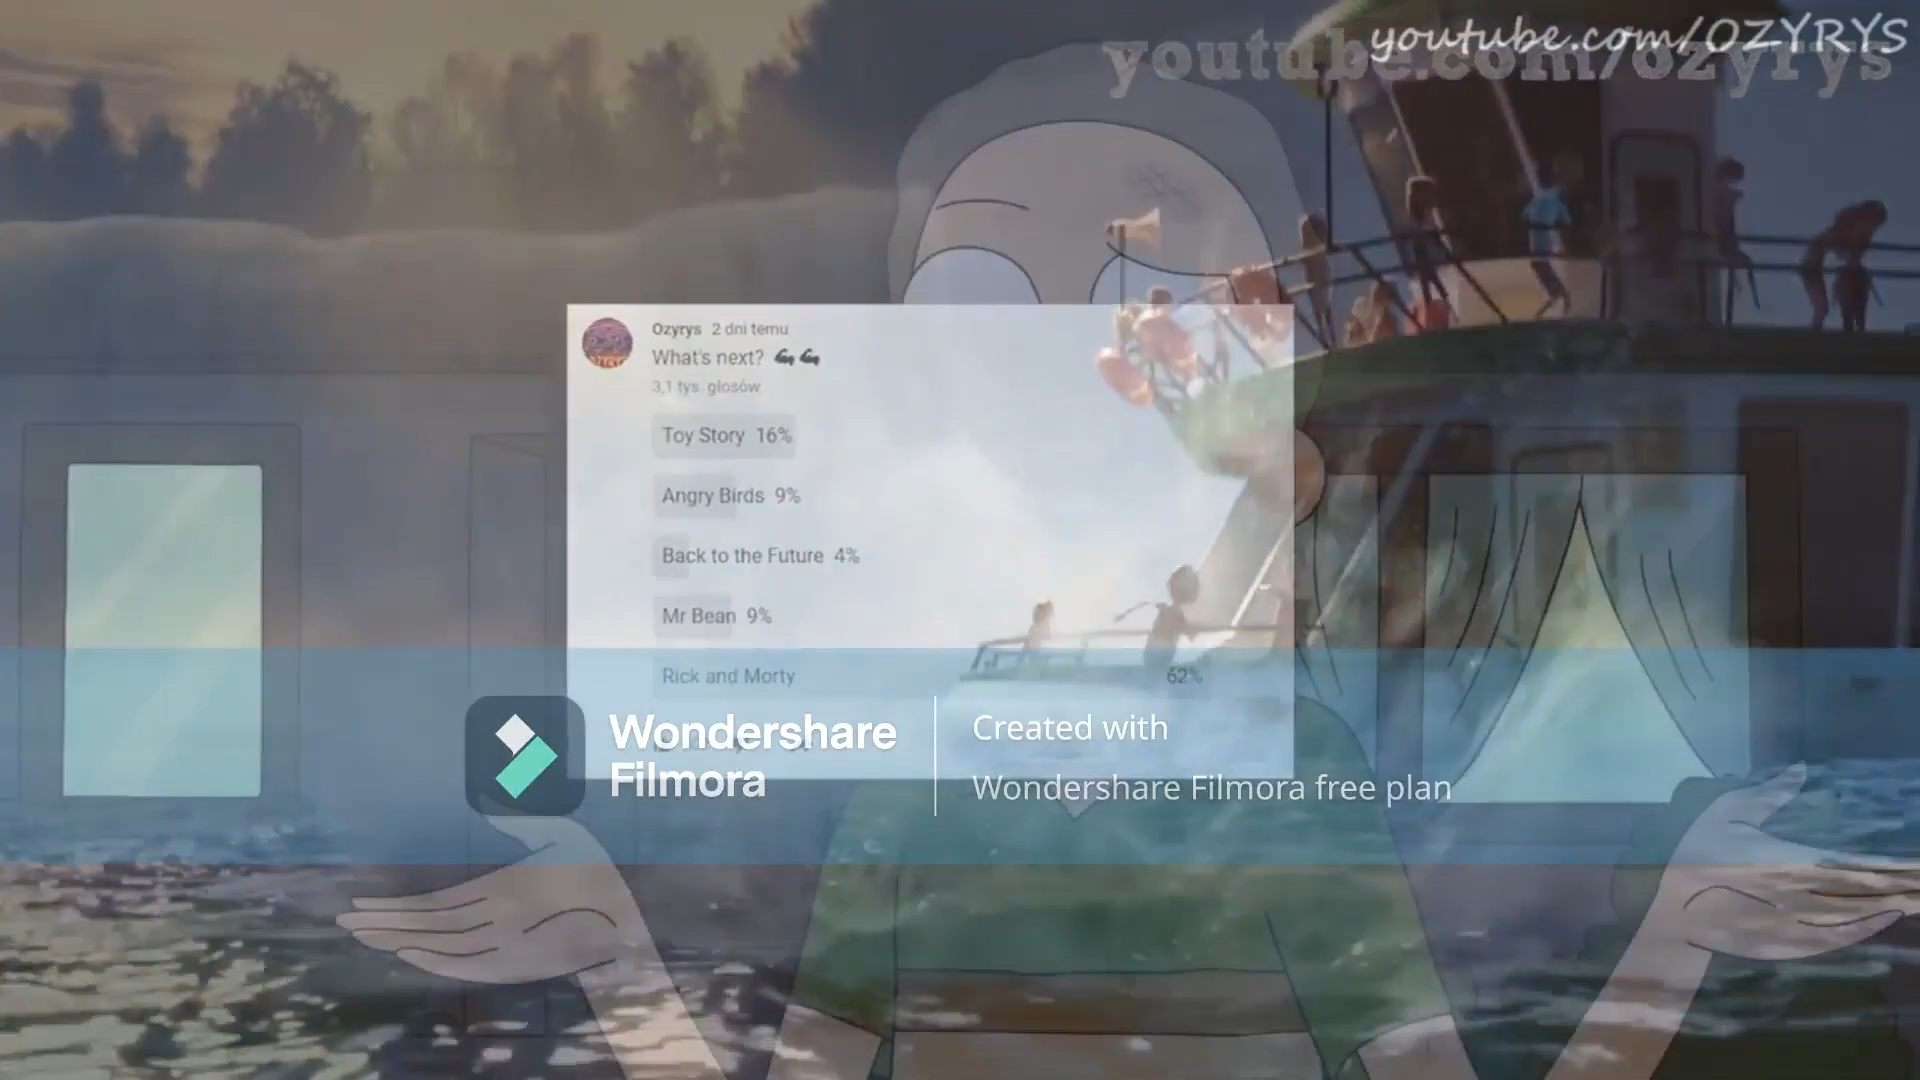 youtube.com/OZYRYS
youtube.com/ozyrys
Ozyrys 2 dni temu
What's next?
3,1 tys. głosów
Toy Story 16%
Angry Birds 9%
Back to the Future 4%
Mr Bean 9%
Rick and Morty 62%
Wondershare
Filmora
Created with
Wondershare Filmora free plan